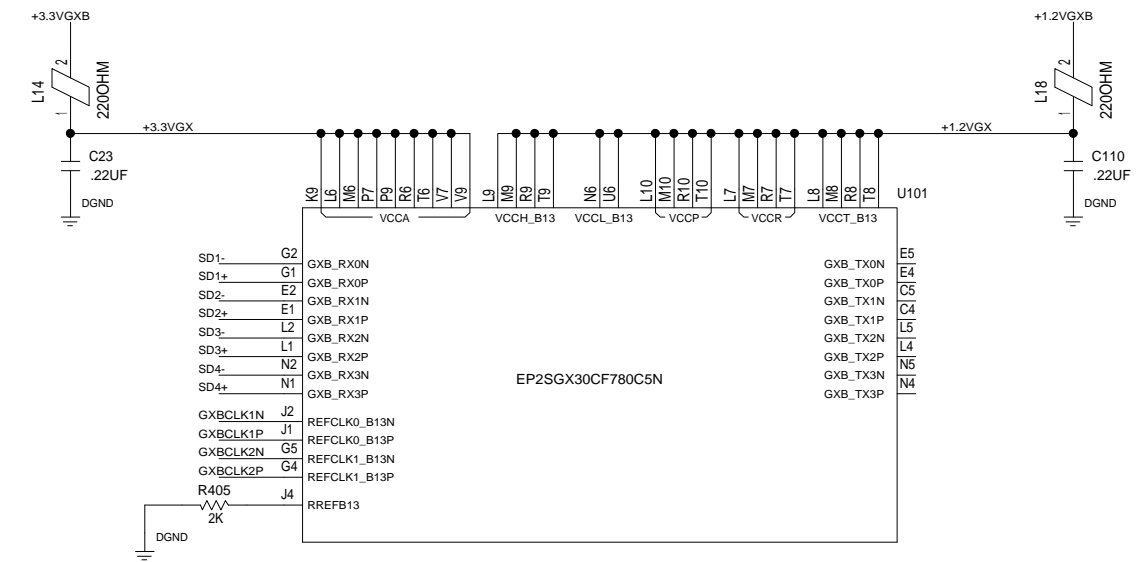 +3.3VGXB
+1.2VGXB
L14
2
1
220OHM
L18
2
1
220OHM
+3.3VGX
+1.2VGX
C23
.22UF
DGND
C110
.22UF
DGND
K9 L6 M6 P7 P9 R6 T6 V7 V9 L9 M9 R9 T9 N6 U6 L10 M10 R10 T10 L7 M7 R7 T7 L8 M8 R8 T8
U101
VCCA VCCH_B13 VCCL_B13 VCCP VCCR VCCT_B13
SD1- G2 GXB_RX0N GXB_TX0N E5
SD1+ G1 GXB_RX0P GXB_TX0P E4
SD2- E2 GXB_RX1N GXB_TX1N C5
SD2+ E1 GXB_RX1P GXB_TX1P C4
SD3- L2 GXB_RX2N GXB_TX2N L5
SD3+ L1 GXB_RX2P GXB_TX2P L4
SD4- N2 GXB_RX3N GXB_TX3N N5
SD4+ N1 GXB_RX3P GXB_TX3P N4
EP2SGX30CF780C5N
GXBCLK1N J2 REFCLK0_B13N
GXBCLK1P J1 REFCLK0_B13P
GXBCLK2N G5 REFCLK1_B13N
GXBCLK2P G4 REFCLK1_B13P
R405
2K
J4 RREFB13
DGND